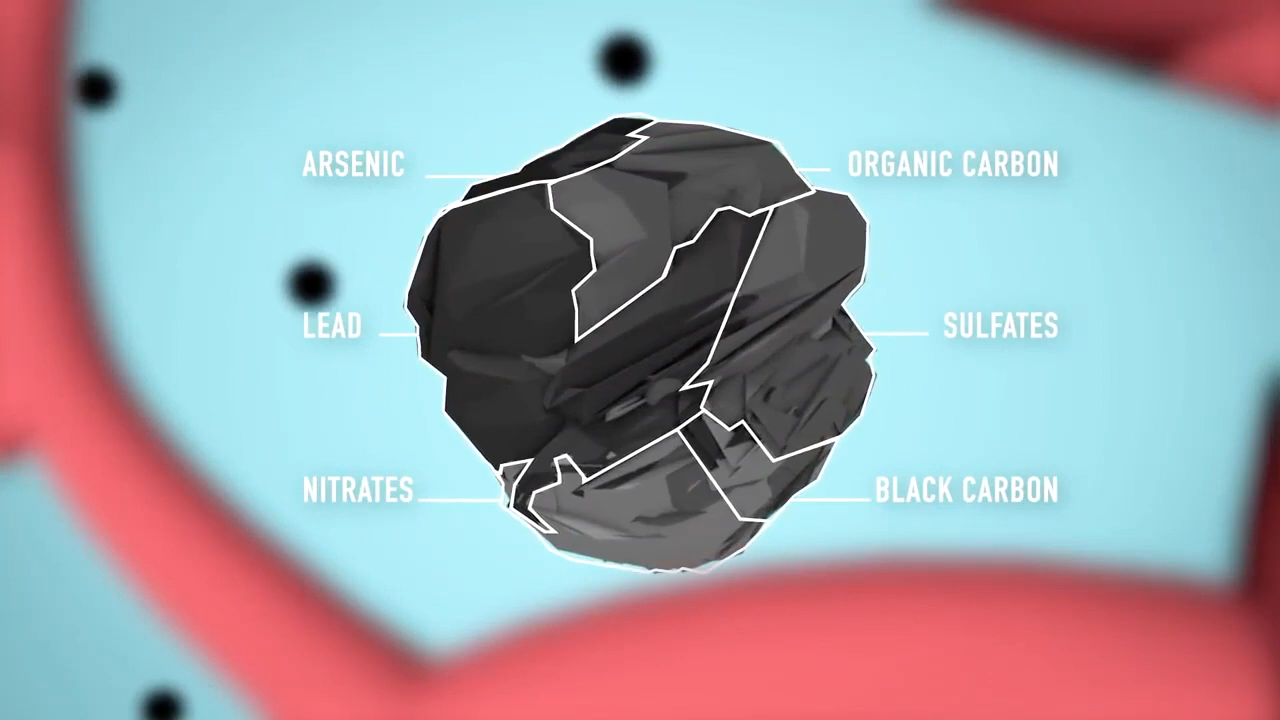 ARSENIC
ORGANIC CARBON
LEAD
SULFATES
NITRATES
BLACK CARBON